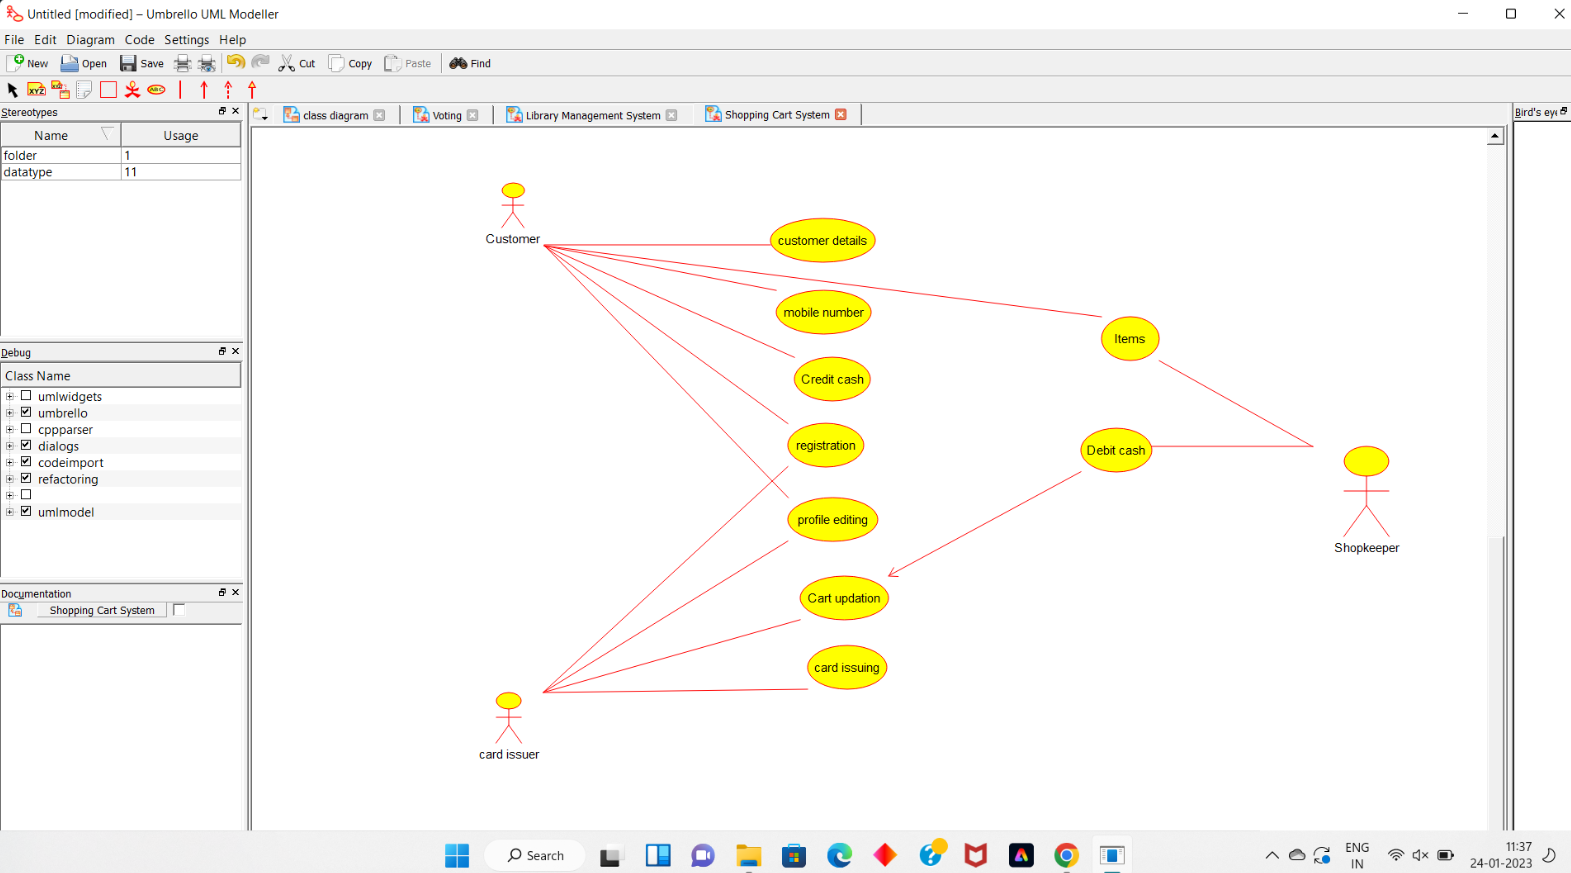 Untitled [modified] – Umbrello UML Modeller
File Edit Diagram Code Settings Help
New Open Save Cut Copy Paste Find
XYZ ABC
Stereotypes
Name Usage
folder 1
datatype 11
Debug
Class Name
umlwidgets
umbrello
cppparser
dialogs
codeimport
refactoring
umlmodel
Documentation
Shopping Cart System
class diagram Voting Library Management System Shopping Cart System
Bird's eye
Customer
customer details
mobile number
Items
Credit cash
registration
Debit cash
profile editing
Shopkeeper
Cart updation
card issuing
card issuer
Search
ENG
IN
11:37
24-01-2023